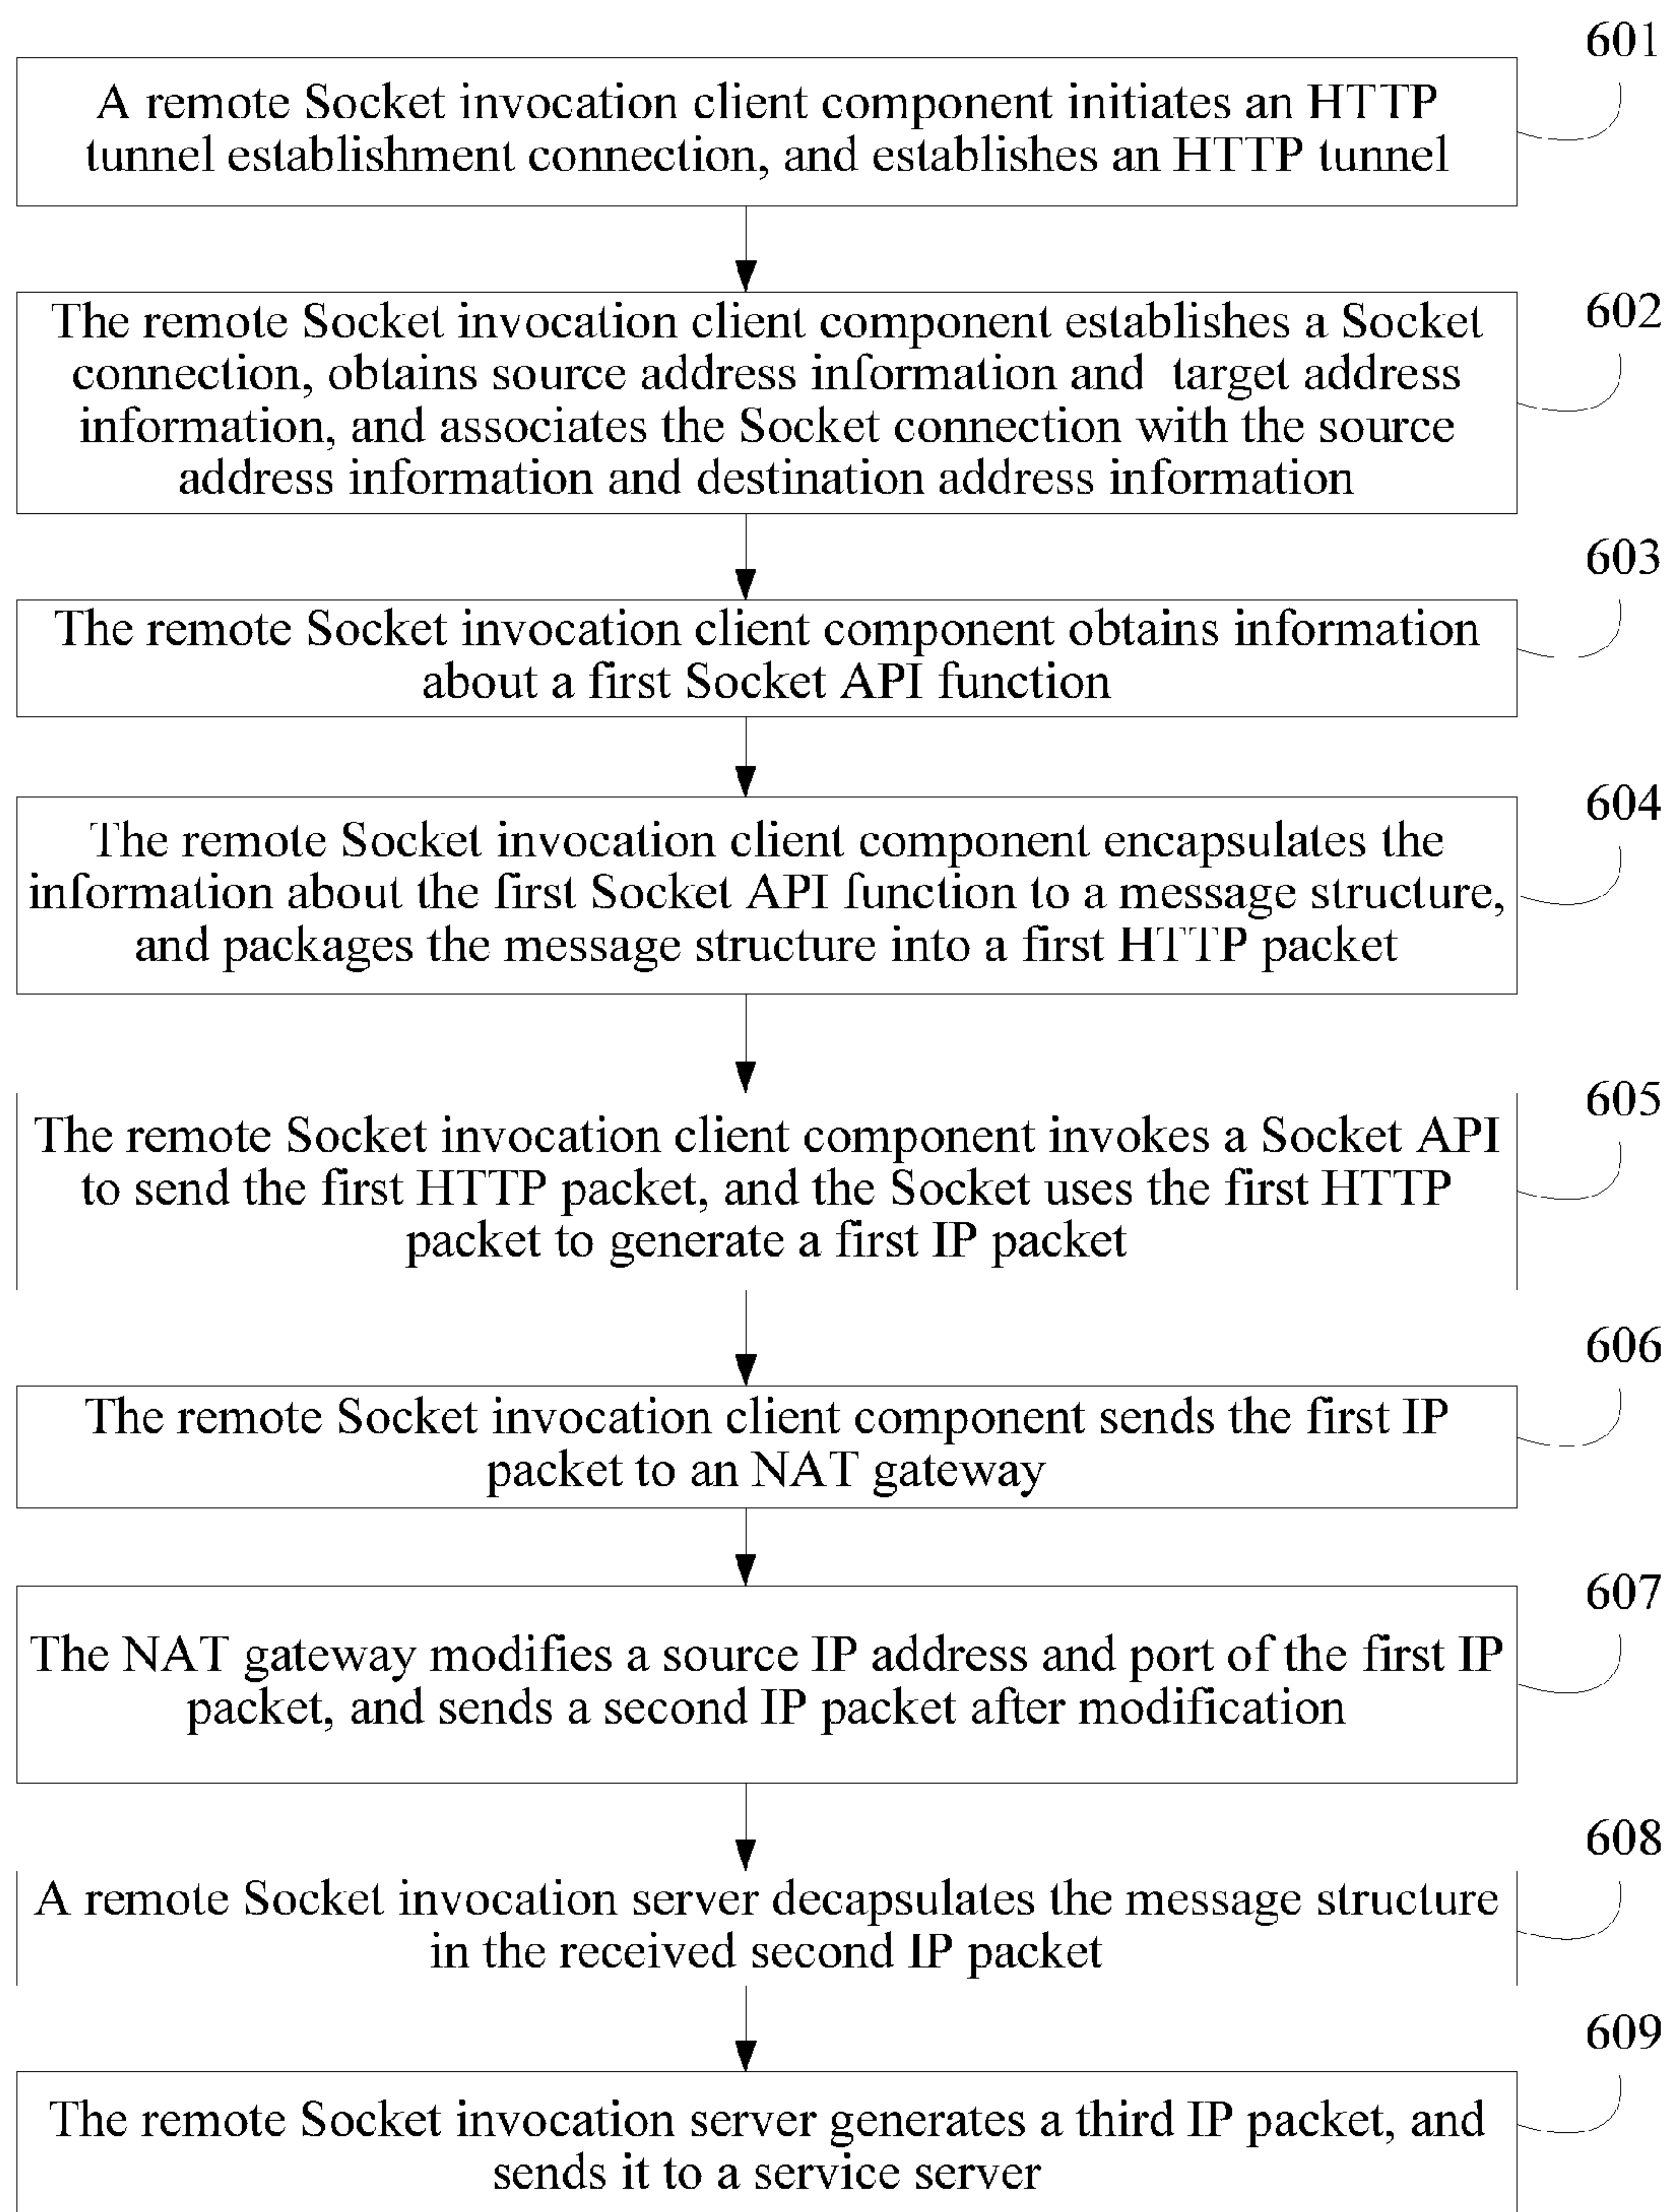 601
A remote Socket invocation client component initiates an HTTP
tunnel establishment connection, and establishes an HTTP tunnel
602
The remote Socket invocation client component establishes a Socket
connection, obtains source address information and target address
information, and associates the Socket connection with the source
address information and destination address information
603
The remote Socket invocation client component obtains information
about a first Socket API function
604
The remote Socket invocation client component encapsulates the
information about the first Socket API function to a message structure,
and packages the message structure into a first HTTP packet
605
The remote Socket invocation client component invokes a Socket API
to send the first HTTP packet, and the Socket uses the first HTTP
packet to generate a first IP packet
606
The remote Socket invocation client component sends the first IP
packet to an NAT gateway
607
The NAT gateway modifies a source IP address and port of the first IP
packet, and sends a second IP packet after modification
608
A remote Socket invocation server decapsulates the message structure
in the received second IP packet
609
The remote Socket invocation server generates a third IP packet, and
sends it to a service server